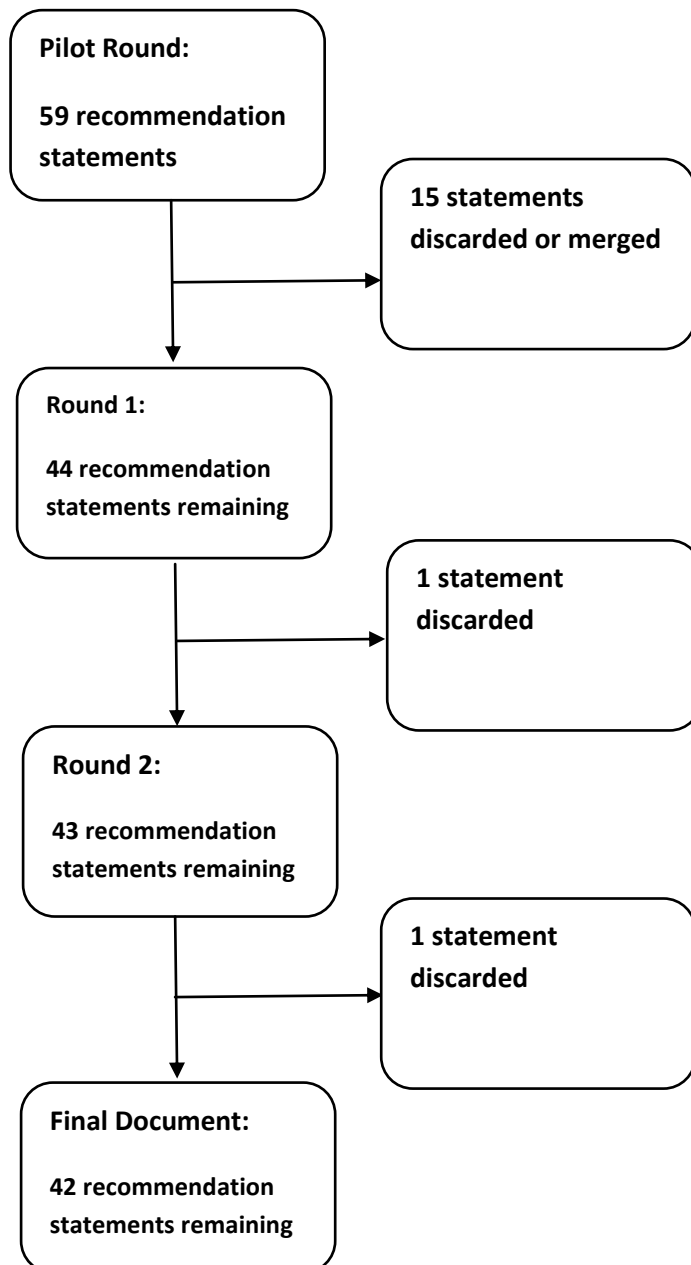 Pilot Round:
59 recommendation
statements
15 statements
discarded or merged
Round 1:
44 recommendation
statements remaining
1 statement
discarded
Round 2:
43 recommendation
statements remaining
1 statement
discarded
Final Document:
42 recommendation
statements remaining